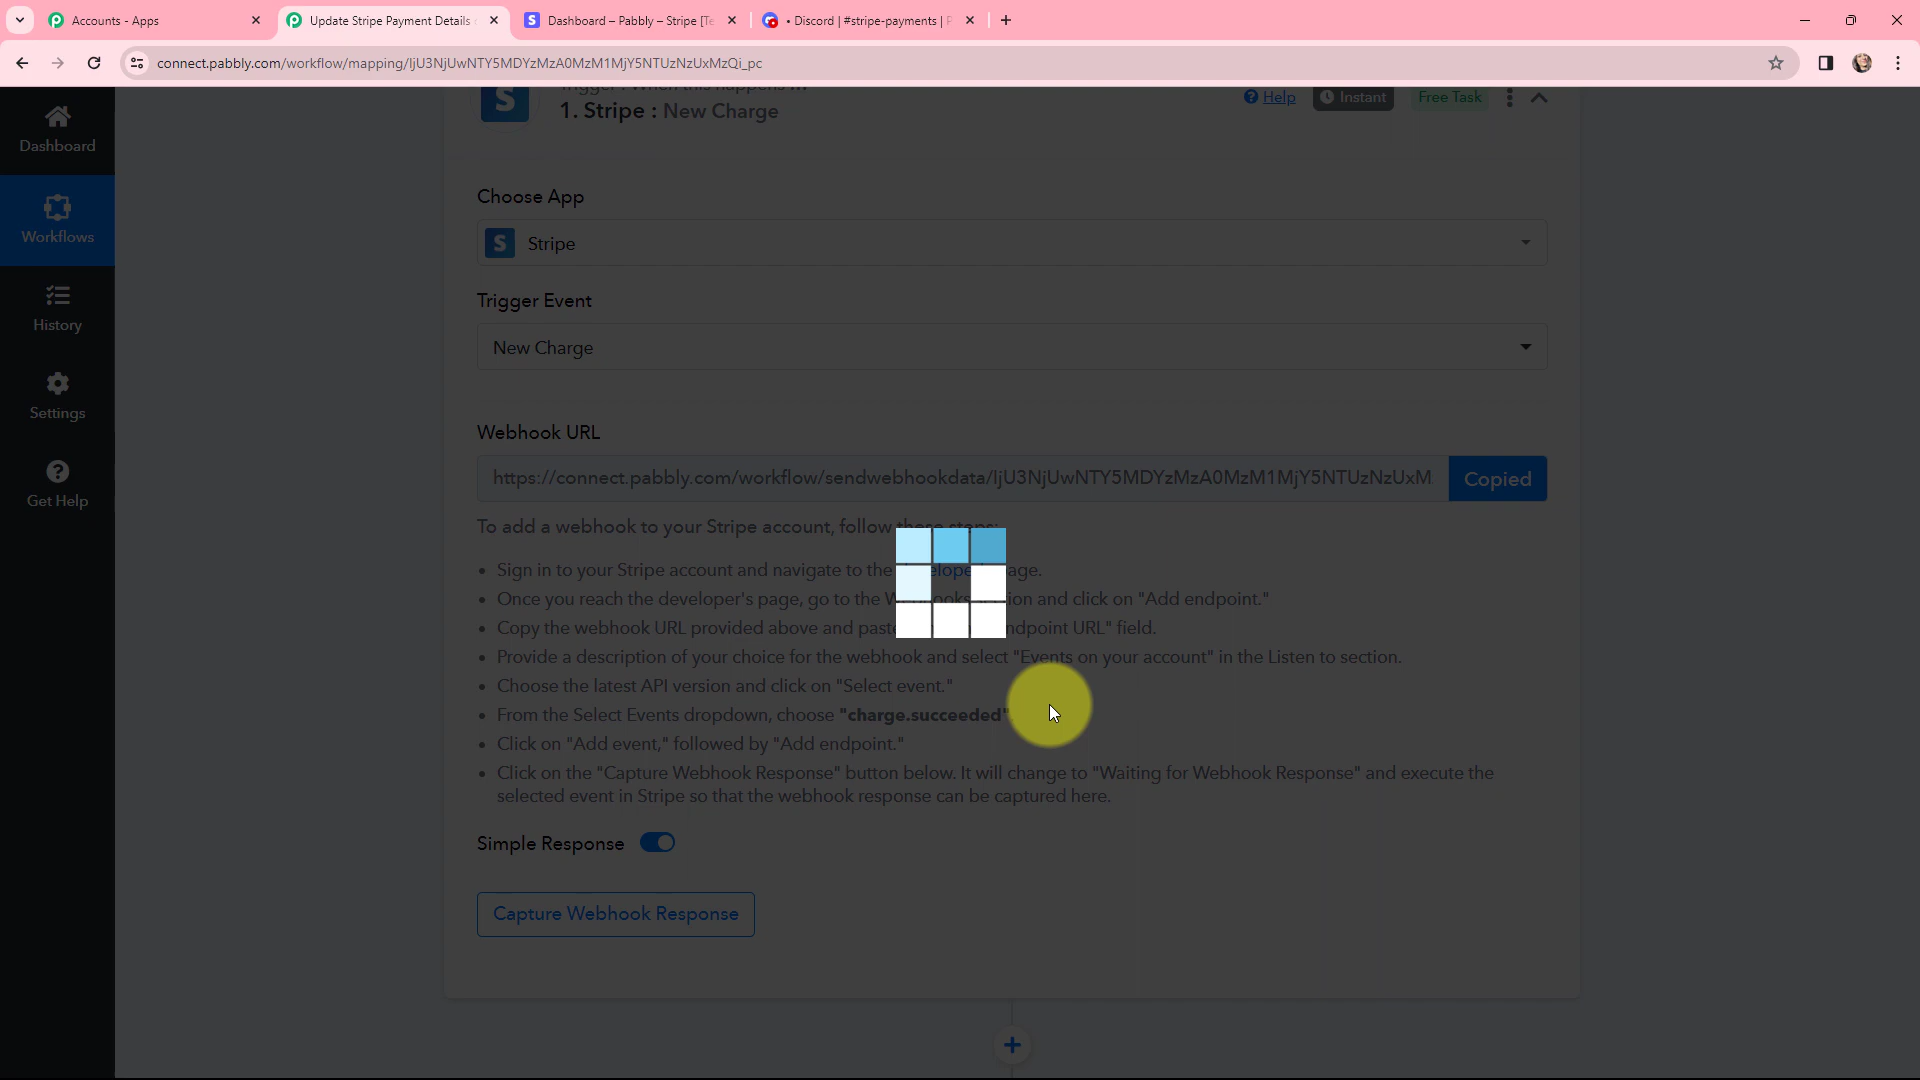 Accounts - Apps
Update Stripe Payment Details
Dashboard – Pabbly – Stripe [Te
• Discord | #stripe-payments |
connect.pabbly.com/workflow/mapping/IjU3NjUwNTY5MDYzMzA0MzM1MjY5NTUzNzUxMzQi_pc
Dashboard
Workflows
History
Settings
Get Help
Trigger : When this happens ...
1. Stripe : New Charge
Help
Instant
Free Task
Choose App
S Stripe
Trigger Event
New Charge
Webhook URL
https://connect.pabbly.com/workflow/sendwebhookdata/IjU3NjUwNTY5MDYzMzA0MzM1MjY5NTUzNzUxM
Copied
To add a webhook to your Stripe account, follow these steps:
• Sign in to your Stripe account and navigate to the
• Once you reach the developer's page, go to the and click on "Add endpoint."
• Copy the webhook URL provided above and paste URL" field.
• Provide a description of your choice for the webhook and select "Events on your account" in the Listen to section.
• Choose the latest API version and click on "Select event."
• From the Select Events dropdown, choose "charge.succeeded"
• Click on "Add event," followed by "Add endpoint."
• Click on the "Capture Webhook Response" button below. It will change to "Waiting for Webhook Response" and execute the
selected event in Stripe so that the webhook response can be captured here.
Simple Response
Capture Webhook Response